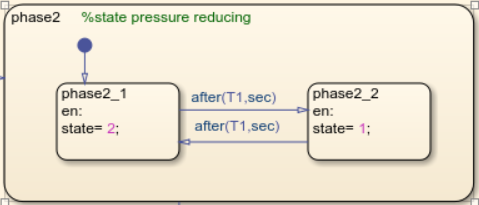 phase2 %state pressure reducing
phase2_1
en:
state= 2;
after(T1,sec)
after(T1,sec)
phase2_2
en:
state= 1;